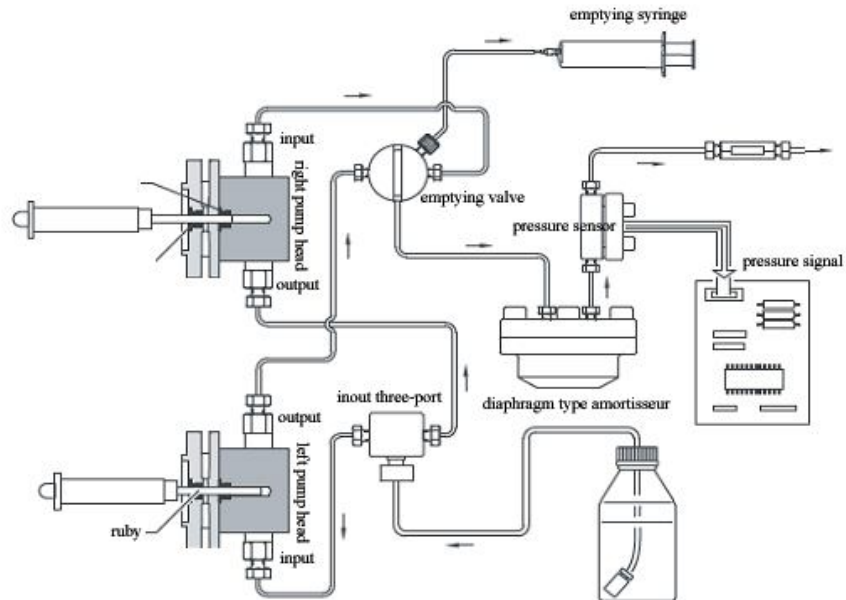 emptying syringe
input
right pump head
emptying valve
pressure sensor
output
pressure signal
inout three-port
diaphragm type amortisseur
output
left pump head
ruby
input